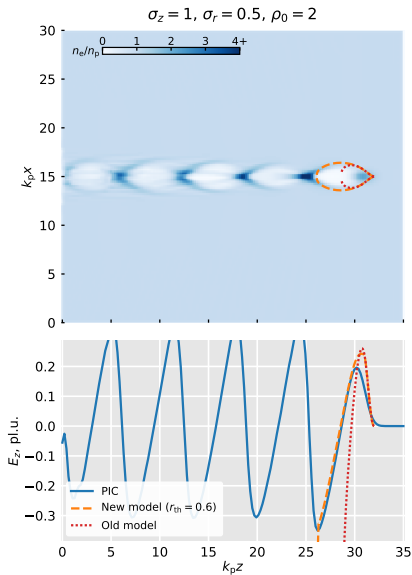 σz = 1, σr = 0.5, ρ0 = 2
30
25
20
15
10
5
0
kpx
ne/np
0 1 2 3 4+
0.2
0.1
0.0
−0.1
−0.2
−0.3
Ez, pl.u.
PIC
New model (rth = 0.6)
Old model
0 5 10 15 20 25 30 35
kpz